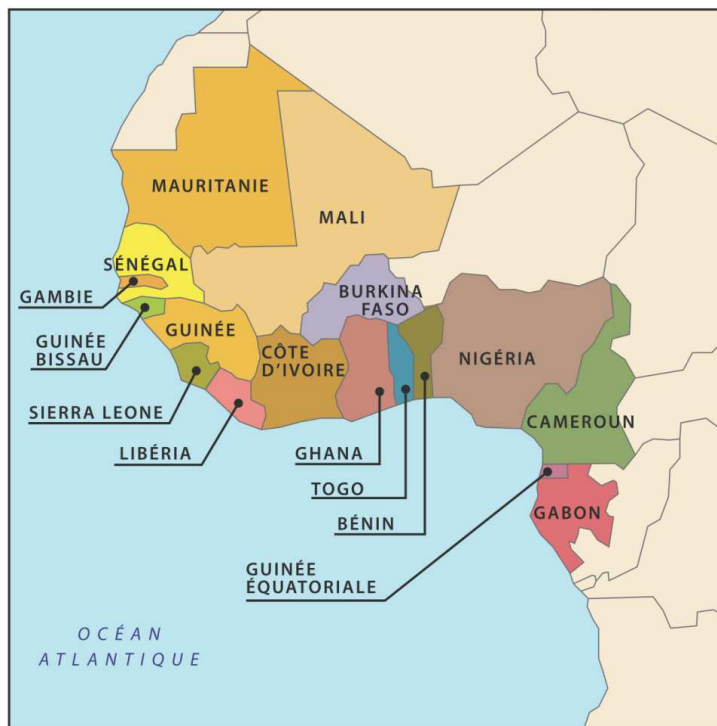 MAURITANIE
MALI
SÉNÉGAL
GAMBIE
BURKINA
FASO
GUINÉE
BISSAU
GUINÉE
CÔTE
D'IVOIRE
NIGÉRIA
SIERRA LEONE
CAMEROUN
LIBÉRIA
GHANA
TOGO
GABON
BÉNIN
GUINÉE
ÉQUATORIALE
OCÉAN
ATLANTIQUE